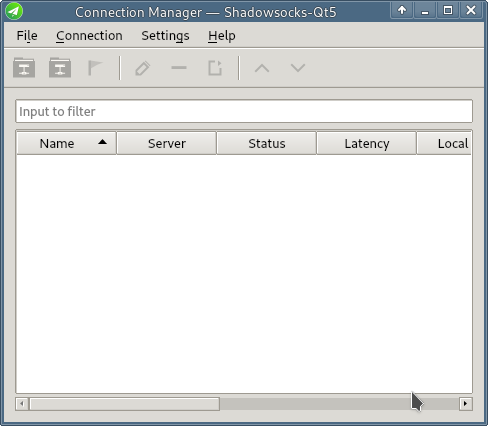 Connection Manager — Shadowsocks-Qt5
File Connection Settings Help
Input to filter
Name Server Status Latency Local